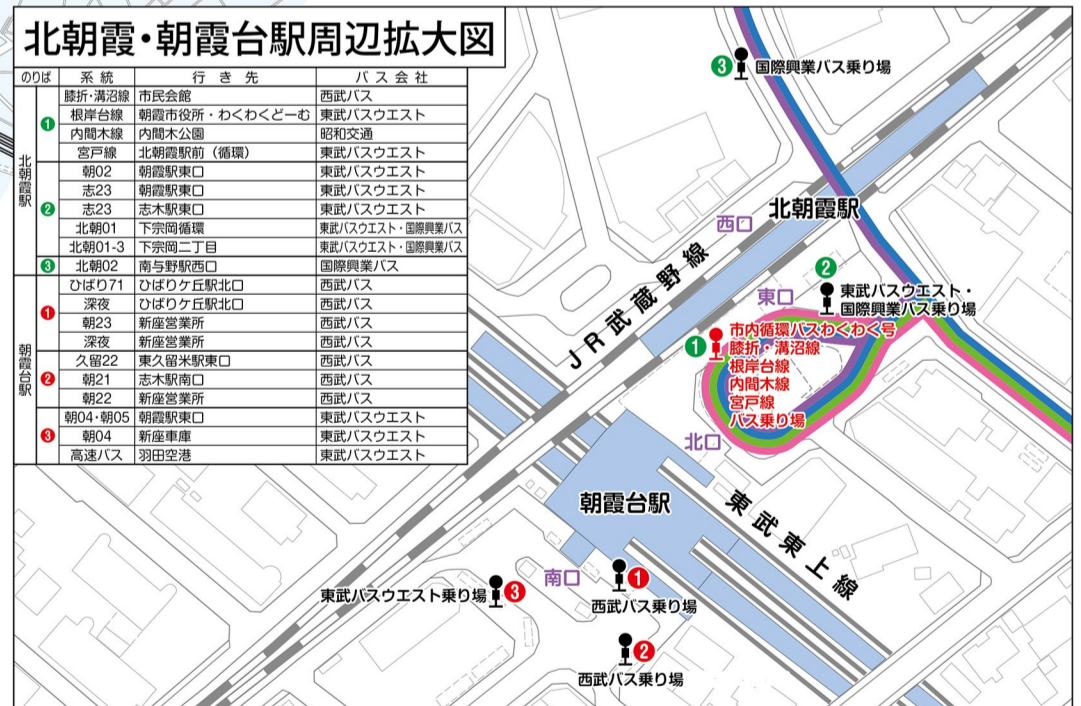 北朝霞・朝霞台駅周辺拡大図
のりば 系統 行き先 バス会社
北朝霞駅
1
膝折・溝沼線 市民会館 西武バス
根岸台線 朝霞市役所・わくわくどーむ 東武バスウエスト
内間木線 内間木公園 昭和交通
宮戸線 北朝霞駅前(循環) 東武バスウエスト
2
朝02 朝霞駅東口 東武バスウエスト
志23 朝霞駅東口 東武バスウエスト
志23 志木駅東口 東武バスウエスト
北朝01 下宗岡循環 東武バスウエスト・国際興業バス
北朝01-3 下宗岡二丁目 東武バスウエスト・国際興業バス
3
北朝02 南与野駅西口 国際興業バス
朝霞台駅
1
ひばり71 ひばりケ丘駅北口 西武バス
深夜 ひばりケ丘駅北口 西武バス
朝23 新座営業所 西武バス
深夜 新座営業所 西武バス
2
久留22 東久留米駅東口 西武バス
朝21 志木駅南口 西武バス
朝22 新座営業所 西武バス
3
朝04・朝05 朝霞駅東口 東武バスウエスト
朝04 新座車庫 東武バスウエスト
高速バス 羽田空港 東武バスウエスト
3 国際興業バス乗り場
北朝霞駅
西口
JR武蔵野線
東口
2
東武バスウエスト・
国際興業バス乗り場
1
市内循環バスわくわく号
膝折・溝沼線
根岸台線
内間木線
宮戸線
バス乗り場
北口
朝霞台駅
東武東上線
南口
東武バスウエスト乗り場 3
1
西武バス乗り場
2
西武バス乗り場